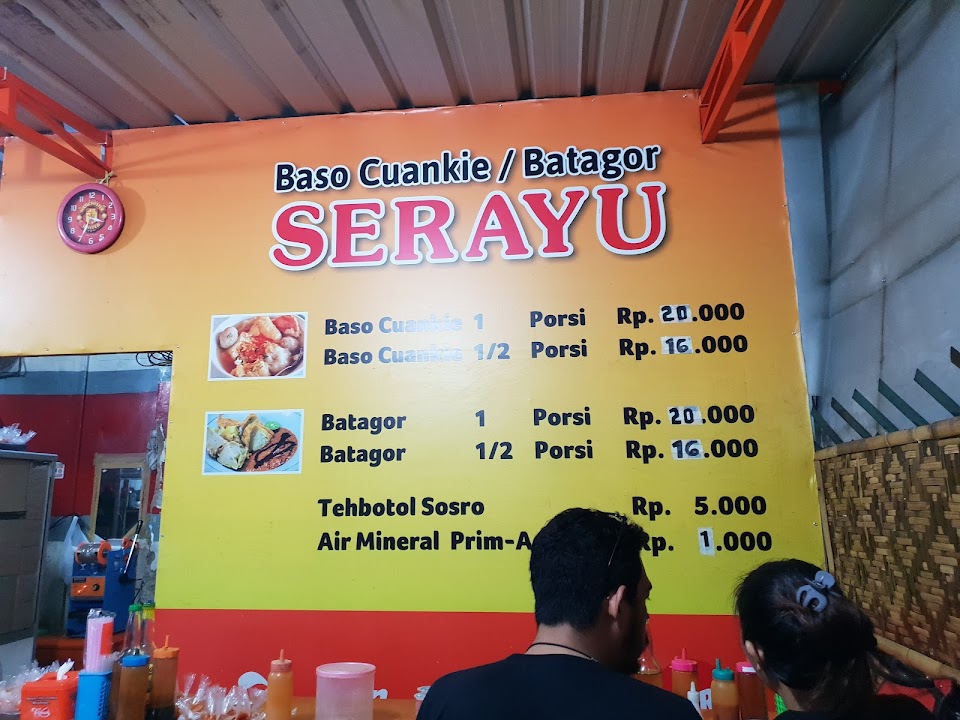 Baso Cuankie / Batagor
SERAYU
Baso Cuankie 1 Porsi Rp. 20.000
Baso Cuankie 1/2 Porsi Rp. 16.000
Batagor 1 Porsi Rp. 20.000
Batagor 1/2 Porsi Rp. 16.000
Tehbotol Sosro Rp. 5.000
Air Mineral Prim-A Rp. 1.000